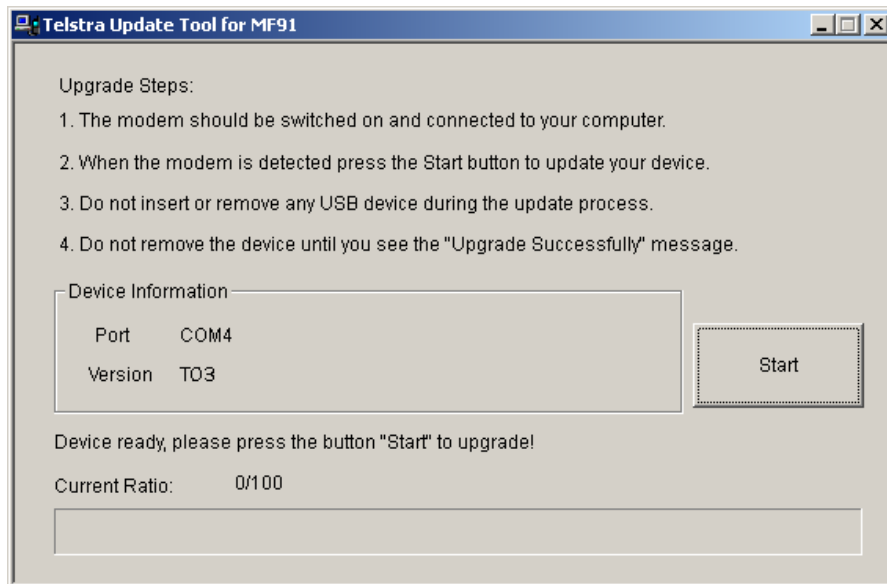 Telstra Update Tool for MF91
Upgrade Steps:
1. The modem should be switched on and connected to your computer.
2. When the modem is detected press the Start button to update your device.
3. Do not insert or remove any USB device during the update process.
4. Do not remove the device until you see the "Upgrade Successfully" message.
Device Information
Port COM4
Version TO3
Start
Device ready, please press the button "Start" to upgrade!
Current Ratio: 0/100